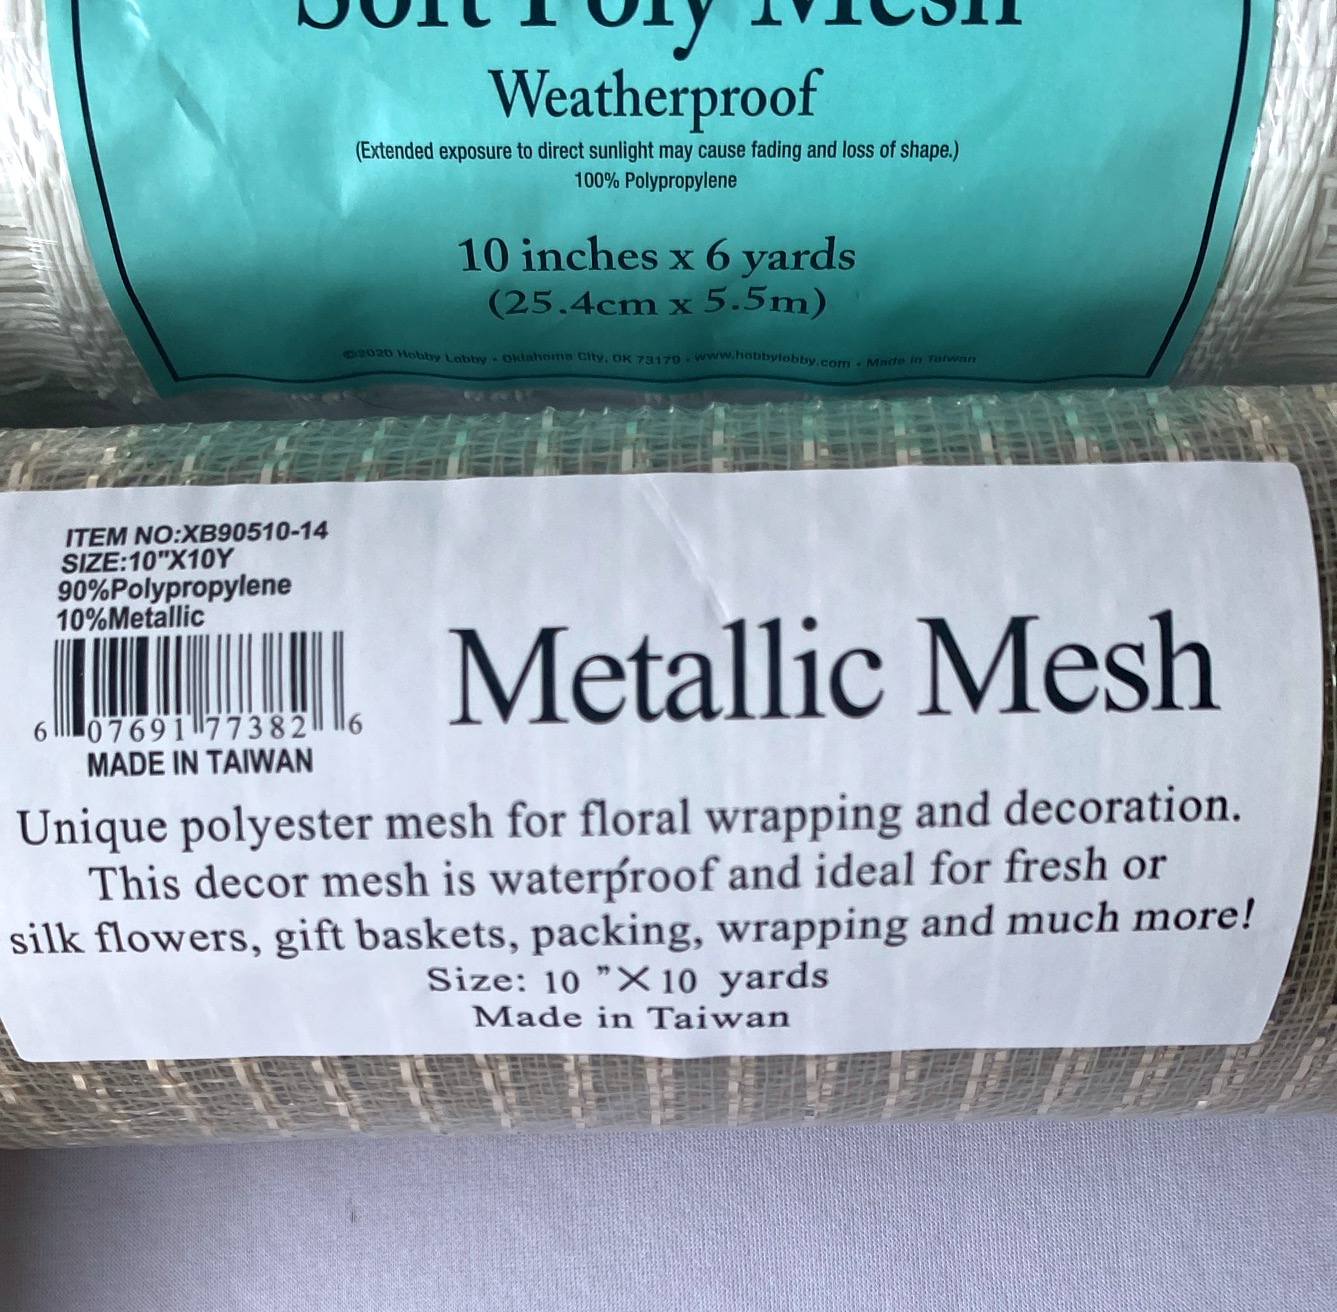 Soft Poly Mesh
Weatherproof
(Extended exposure to direct sunlight may cause fading and loss of shape.)
100% Polypropylene
10 inches x 6 yards
(25.4cm x 5.5m)
©2020 Hobby Lobby • Oklahoma City, OK 73179 • www.hobbylobby.com • Made in Taiwan
ITEM NO:XB90510-14
SIZE:10"X10Y
90%Polypropylene
10%Metallic
6 07691 77382 6
MADE IN TAIWAN
Metallic Mesh
Unique polyester mesh for floral wrapping and decoration.
This decor mesh is waterproof and ideal for fresh or
silk flowers, gift baskets, packing, wrapping and much more!
Size: 10 "X 10 yards
Made in Taiwan